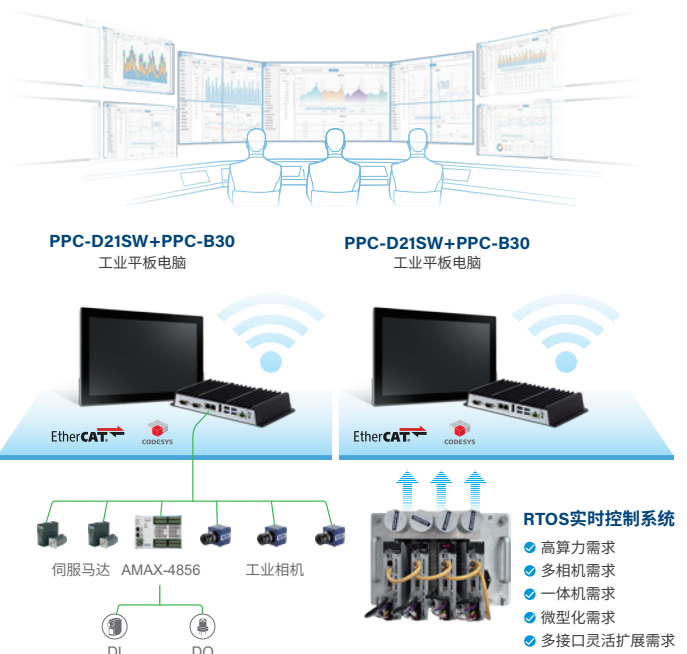 PPC-D21SW+PPC-B30
工业平板电脑
PPC-D21SW+PPC-B30
工业平板电脑
EtherCAT
CODESYS
EtherCAT
CODESYS
伺服马达
AMAX-4856
工业相机
DI
DO
RTOS实时控制系统
高算力需求
多相机需求
一体机需求
微型化需求
多接口灵活扩展需求